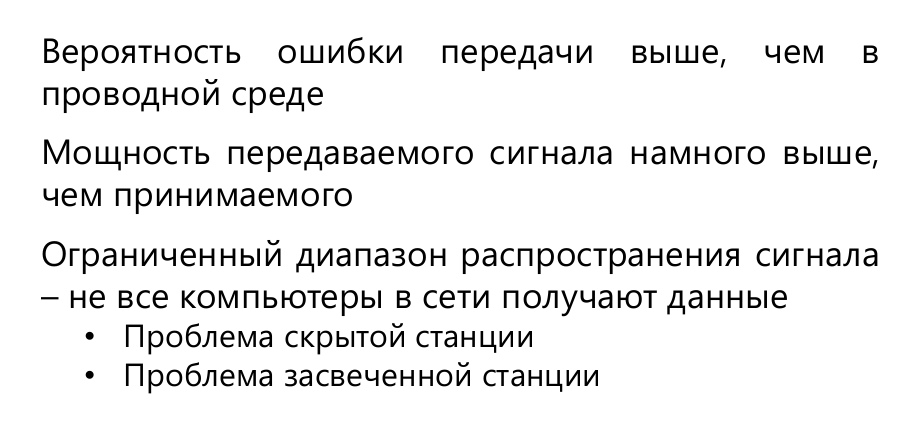 Вероятность ошибки передачи выше, чем в
проводной среде
Мощность передаваемого сигнала намного выше,
чем принимаемого
Ограниченный диапазон распространения сигнала
– не все компьютеры в сети получают данные
• Проблема скрытой станции
• Проблема засвеченной станции